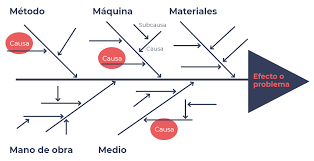 Método
Máquina
Materiales
Subcausa
Causa
Causa
Causa
Efecto o
problema
Causa
Mano de obra
Medio